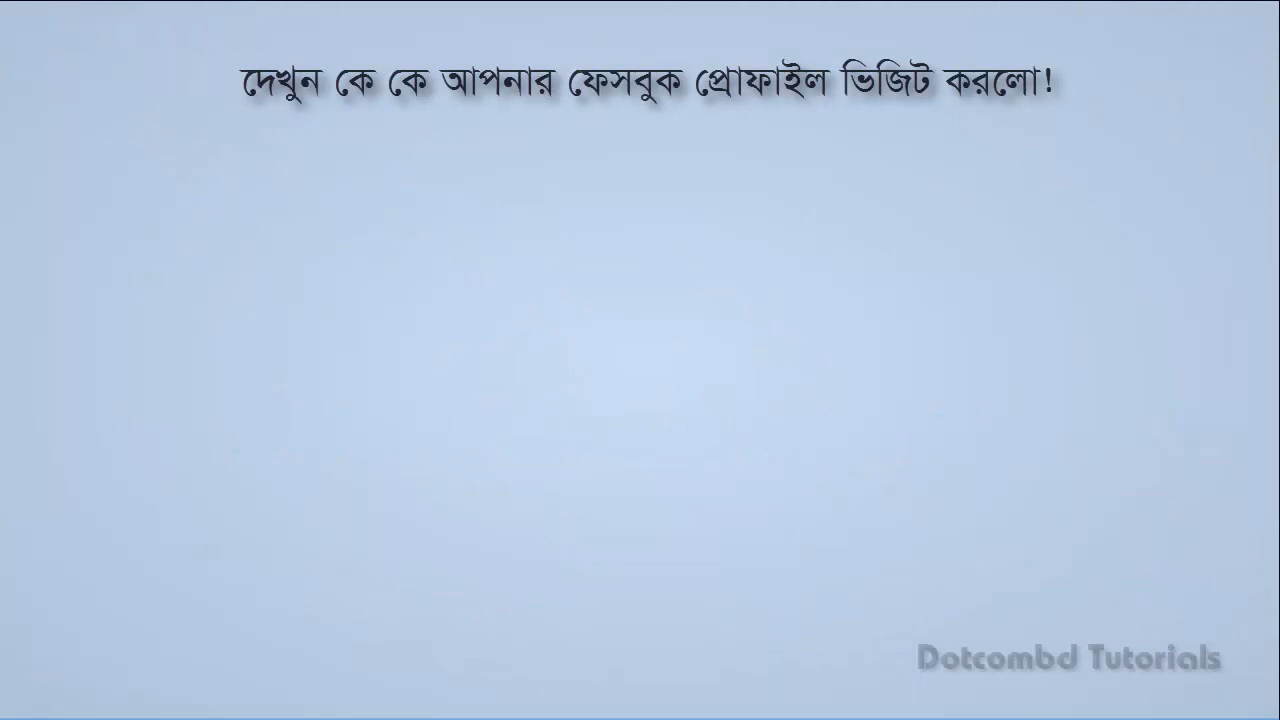 দেখুন কে কে আপনার ফেসবুক প্রোফাইল ভিজিট করলো!
Dotcombd Tutorials